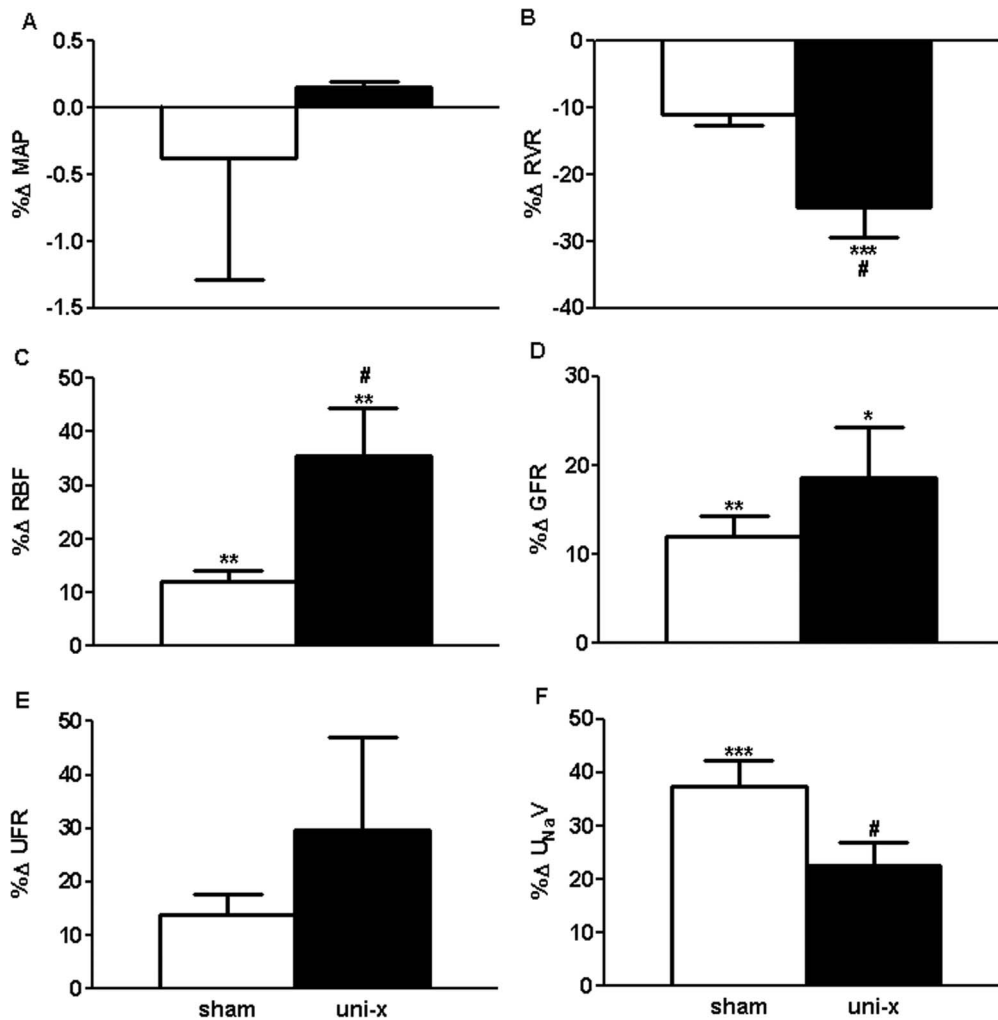 A
%Δ MAP
0.5
0.0
-0.5
-1.0
-1.5
B
%Δ RVR
0
-10
-20
-30
-40
***
#
C
%Δ RBF
50
40
30
20
10
0
**
#
**
D
%Δ GFR
30
20
10
0
**
*
E
%Δ UFR
50
40
30
20
10
0
sham
uni-x
F
%Δ UNaV
50
40
30
20
10
0
***
#
sham
uni-x